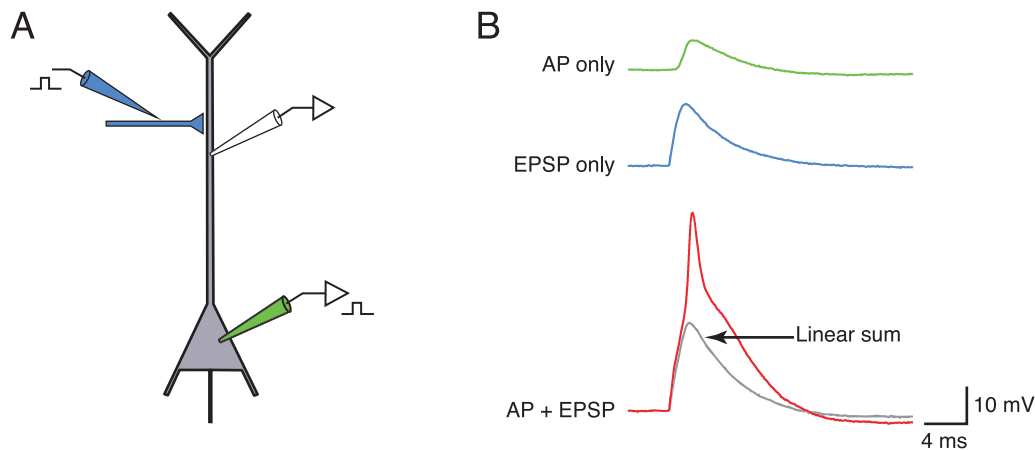 A
B
AP only
EPSP only
Linear sum
AP + EPSP
10 mV
4 ms